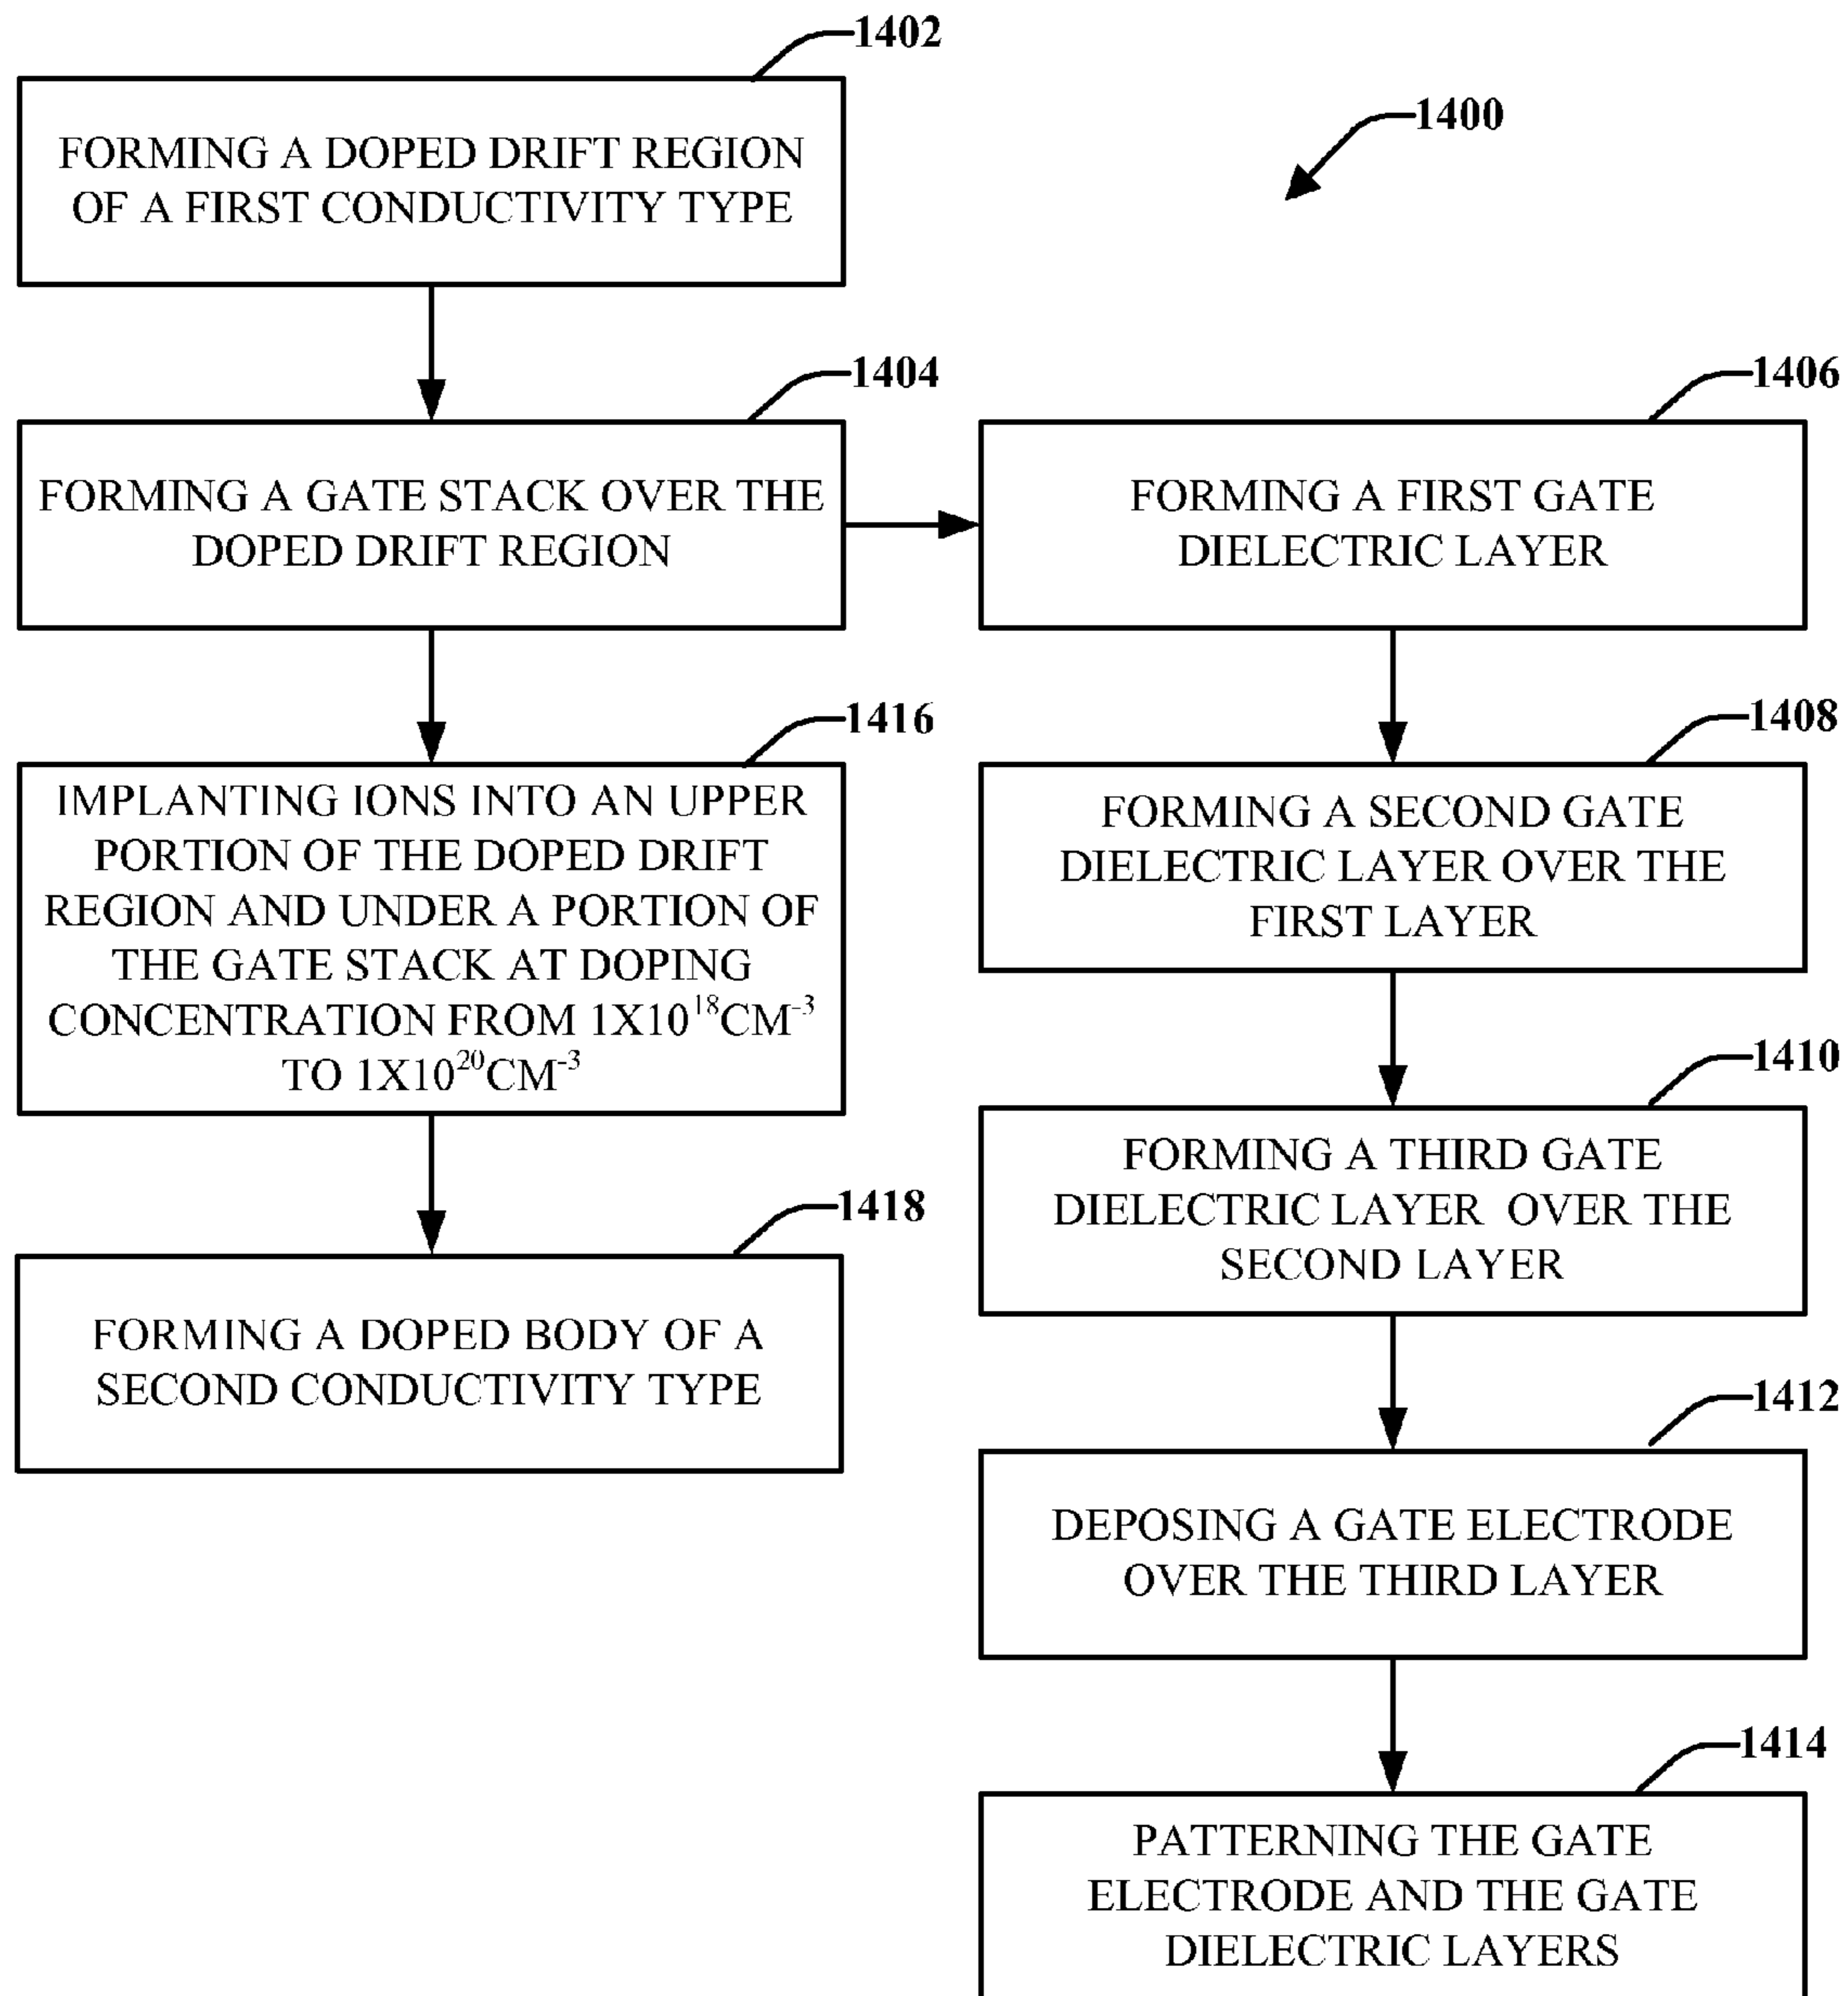 1402
FORMING A DOPED DRIFT REGION
OF A FIRST CONDUCTIVITY TYPE
1400
1404
FORMING A GATE STACK OVER THE
DOPED DRIFT REGION
1406
FORMING A FIRST GATE
DIELECTRIC LAYER
1416
IMPLANTING IONS INTO AN UPPER
PORTION OF THE DOPED DRIFT
REGION AND UNDER A PORTION OF
THE GATE STACK AT DOPING
CONCENTRATION FROM 1X10¹⁸CM⁻³
TO 1X10²⁰CM⁻³
1408
FORMING A SECOND GATE
DIELECTRIC LAYER OVER THE
FIRST LAYER
1410
FORMING A THIRD GATE
DIELECTRIC LAYER OVER THE
SECOND LAYER
1418
FORMING A DOPED BODY OF A
SECOND CONDUCTIVITY TYPE
1412
DEPOSING A GATE ELECTRODE
OVER THE THIRD LAYER
1414
PATTERNING THE GATE
ELECTRODE AND THE GATE
DIELECTRIC LAYERS